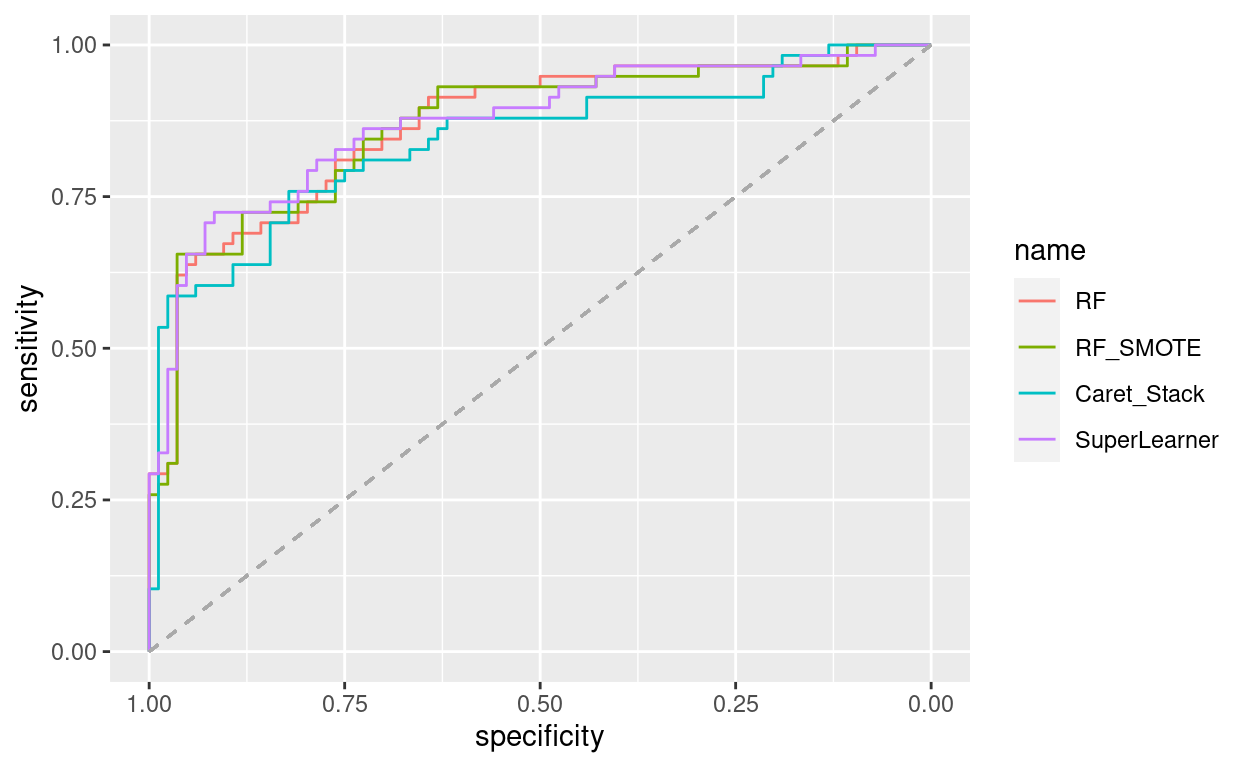 1.00
0.75
0.50
0.25
0.00
sensitivity
1.00 0.75 0.50 0.25 0.00
specificity
name
RF
RF_SMOTE
Caret_Stack
SuperLearner